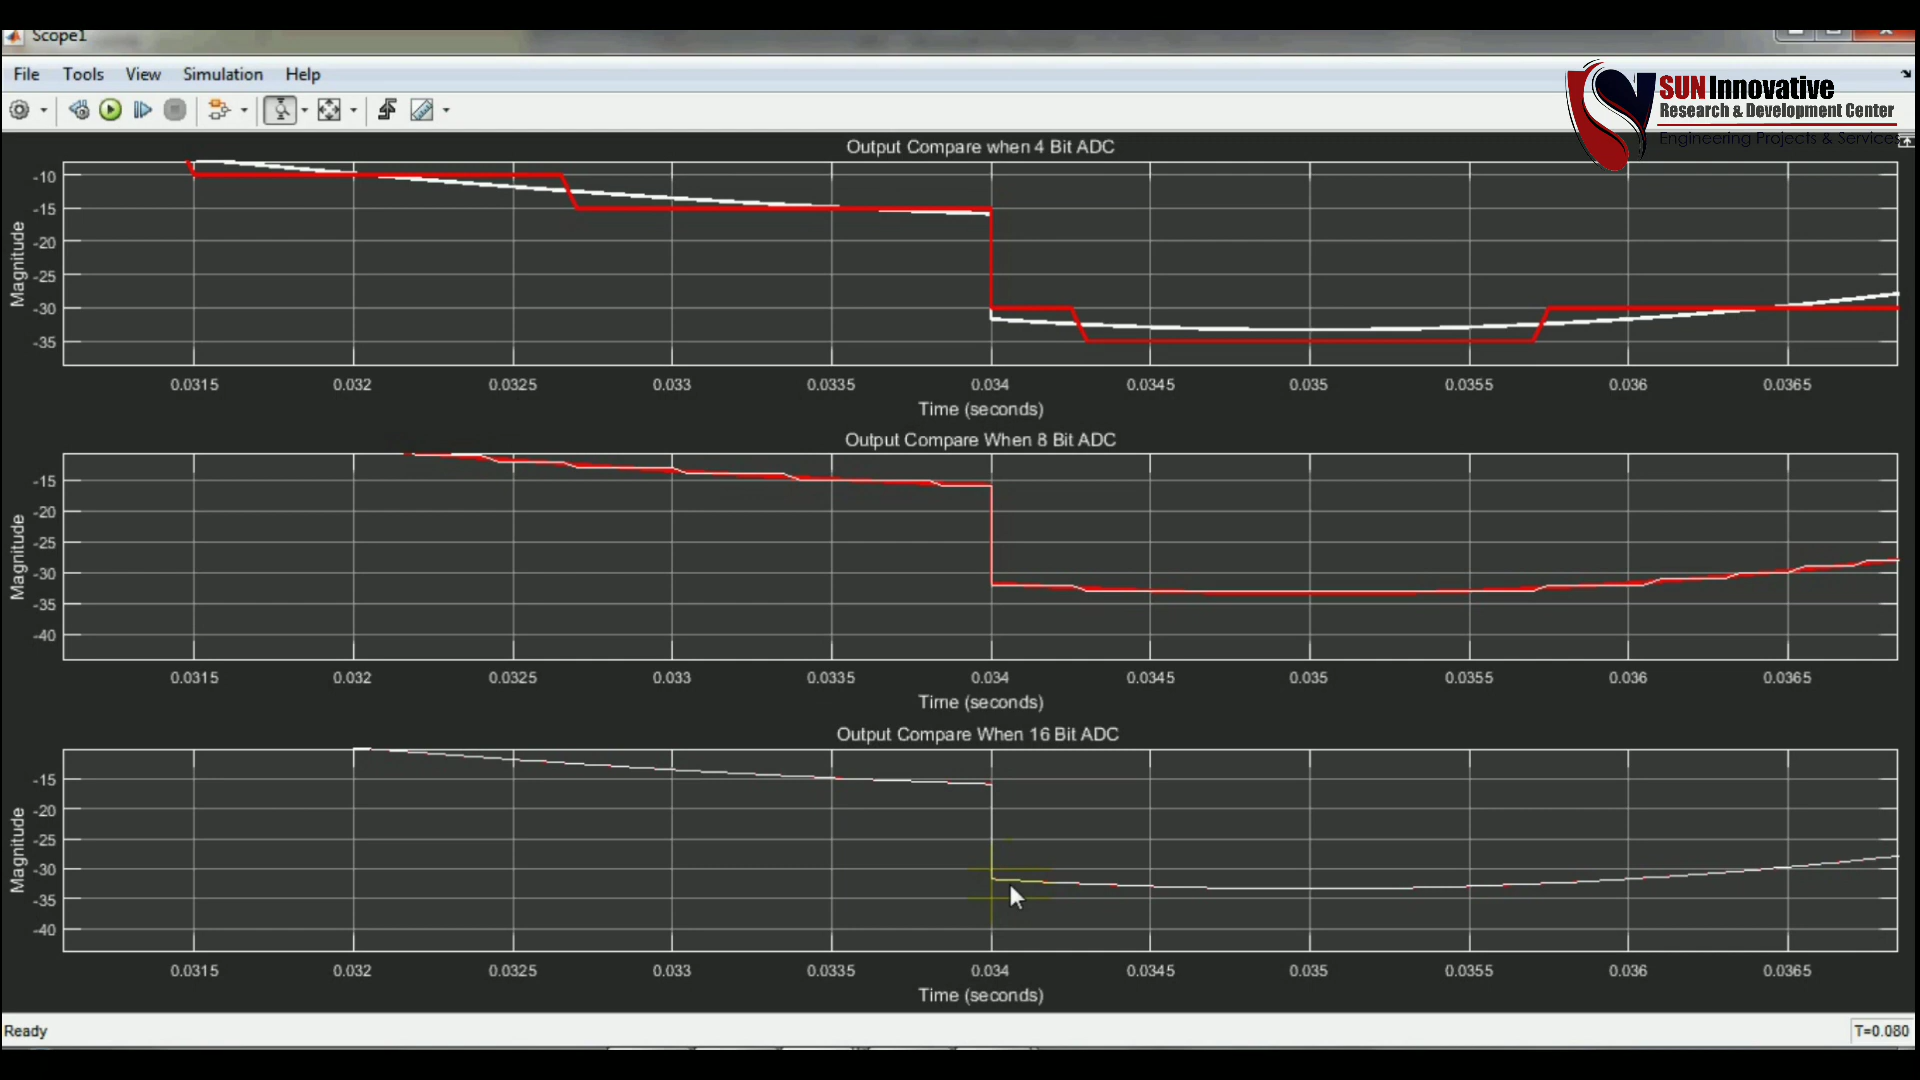 Scope1
File Tools View Simulation Help
SUN Innovative
Research & Development Center
Engineering Projects & Services
Output Compare when 4 Bit ADC
Magnitude
-10
-15
-20
-25
-30
-35
0.0315 0.032 0.0325 0.033 0.0335 0.034 0.0345 0.035 0.0355 0.036 0.0365
Time (seconds)
Output Compare When 8 Bit ADC
Magnitude
-15
-20
-25
-30
-35
-40
0.0315 0.032 0.0325 0.033 0.0335 0.034 0.0345 0.035 0.0355 0.036 0.0365
Time (seconds)
Output Compare When 16 Bit ADC
Magnitude
-15
-20
-25
-30
-35
-40
0.0315 0.032 0.0325 0.033 0.0335 0.034 0.0345 0.035 0.0355 0.036 0.0365
Time (seconds)
Ready T=0.080